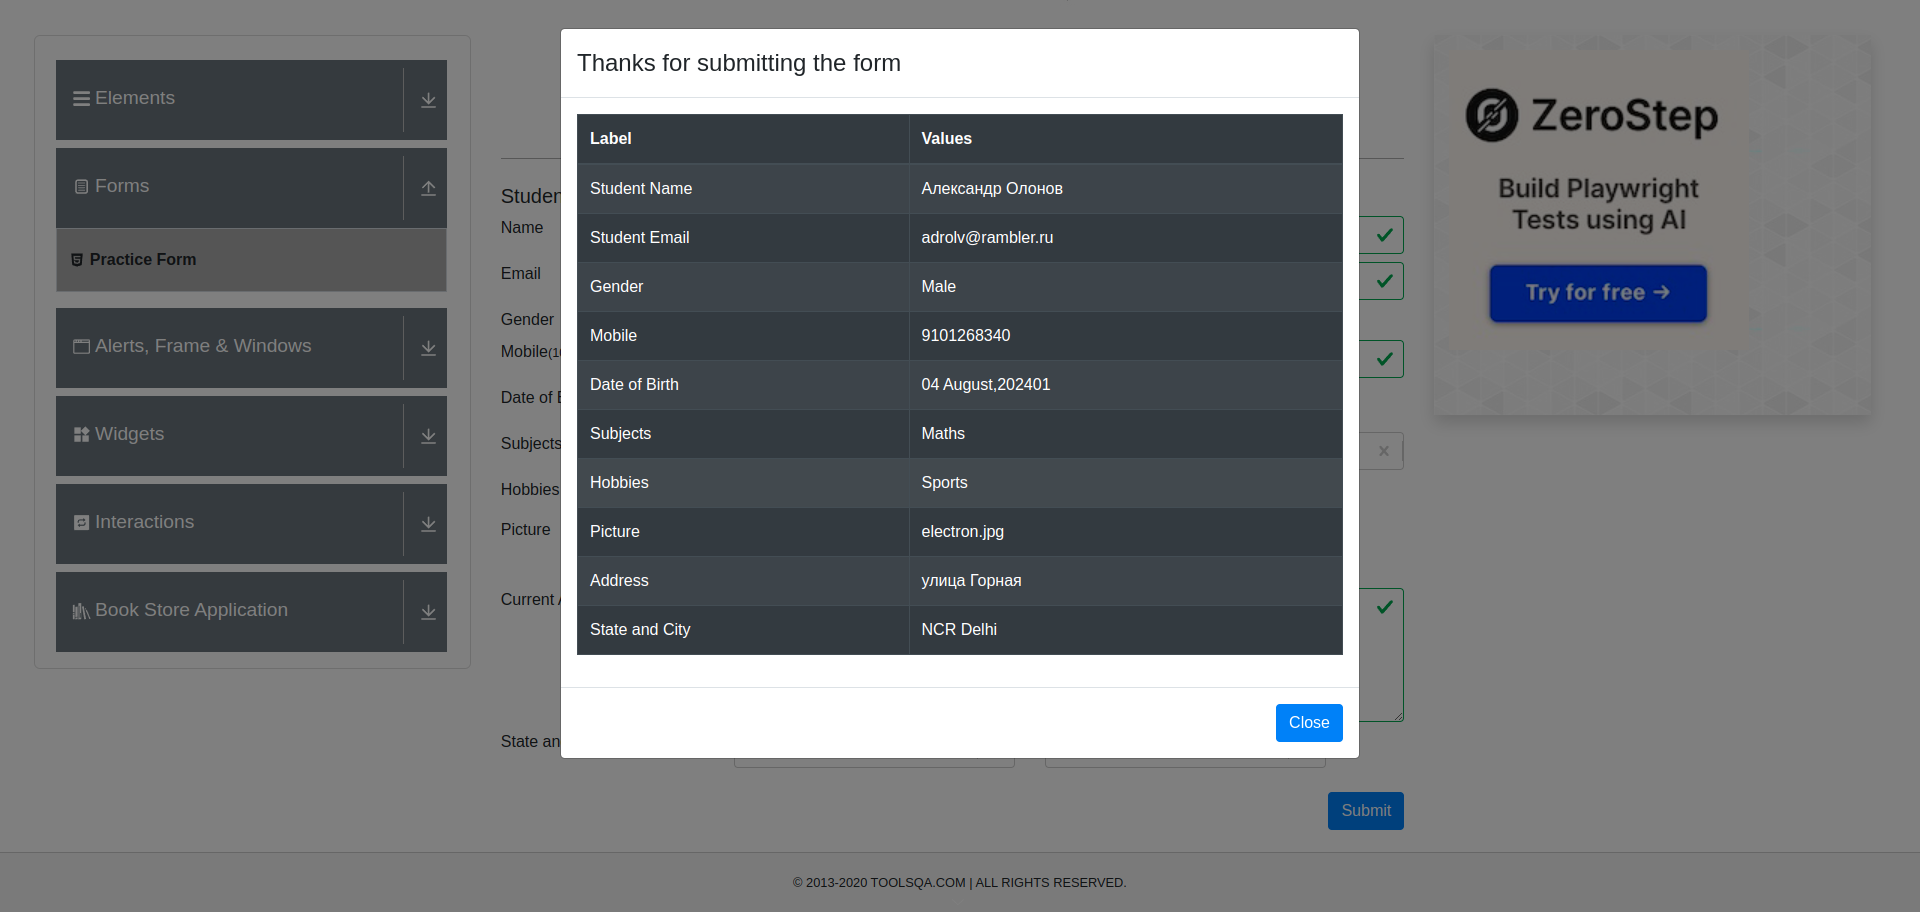 Elements
Forms
Practice Form
Alerts, Frame & Windows
Widgets
Interactions
Book Store Application
Studen
Name
Email
Gender
Mobile(10
Date of B
Subjects
Hobbies
Picture
Current A
State an
Submit
Thanks for submitting the form
Label Values
Student Name Александр Олонов
Student Email adrolv@rambler.ru
Gender Male
Mobile 9101268340
Date of Birth 04 August,202401
Subjects Maths
Hobbies Sports
Picture electron.jpg
Address улица Горная
State and City NCR Delhi
Close
ZeroStep
Build Playwright
Tests using AI
Try for free →
© 2013-2020 TOOLSQA.COM | ALL RIGHTS RESERVED.